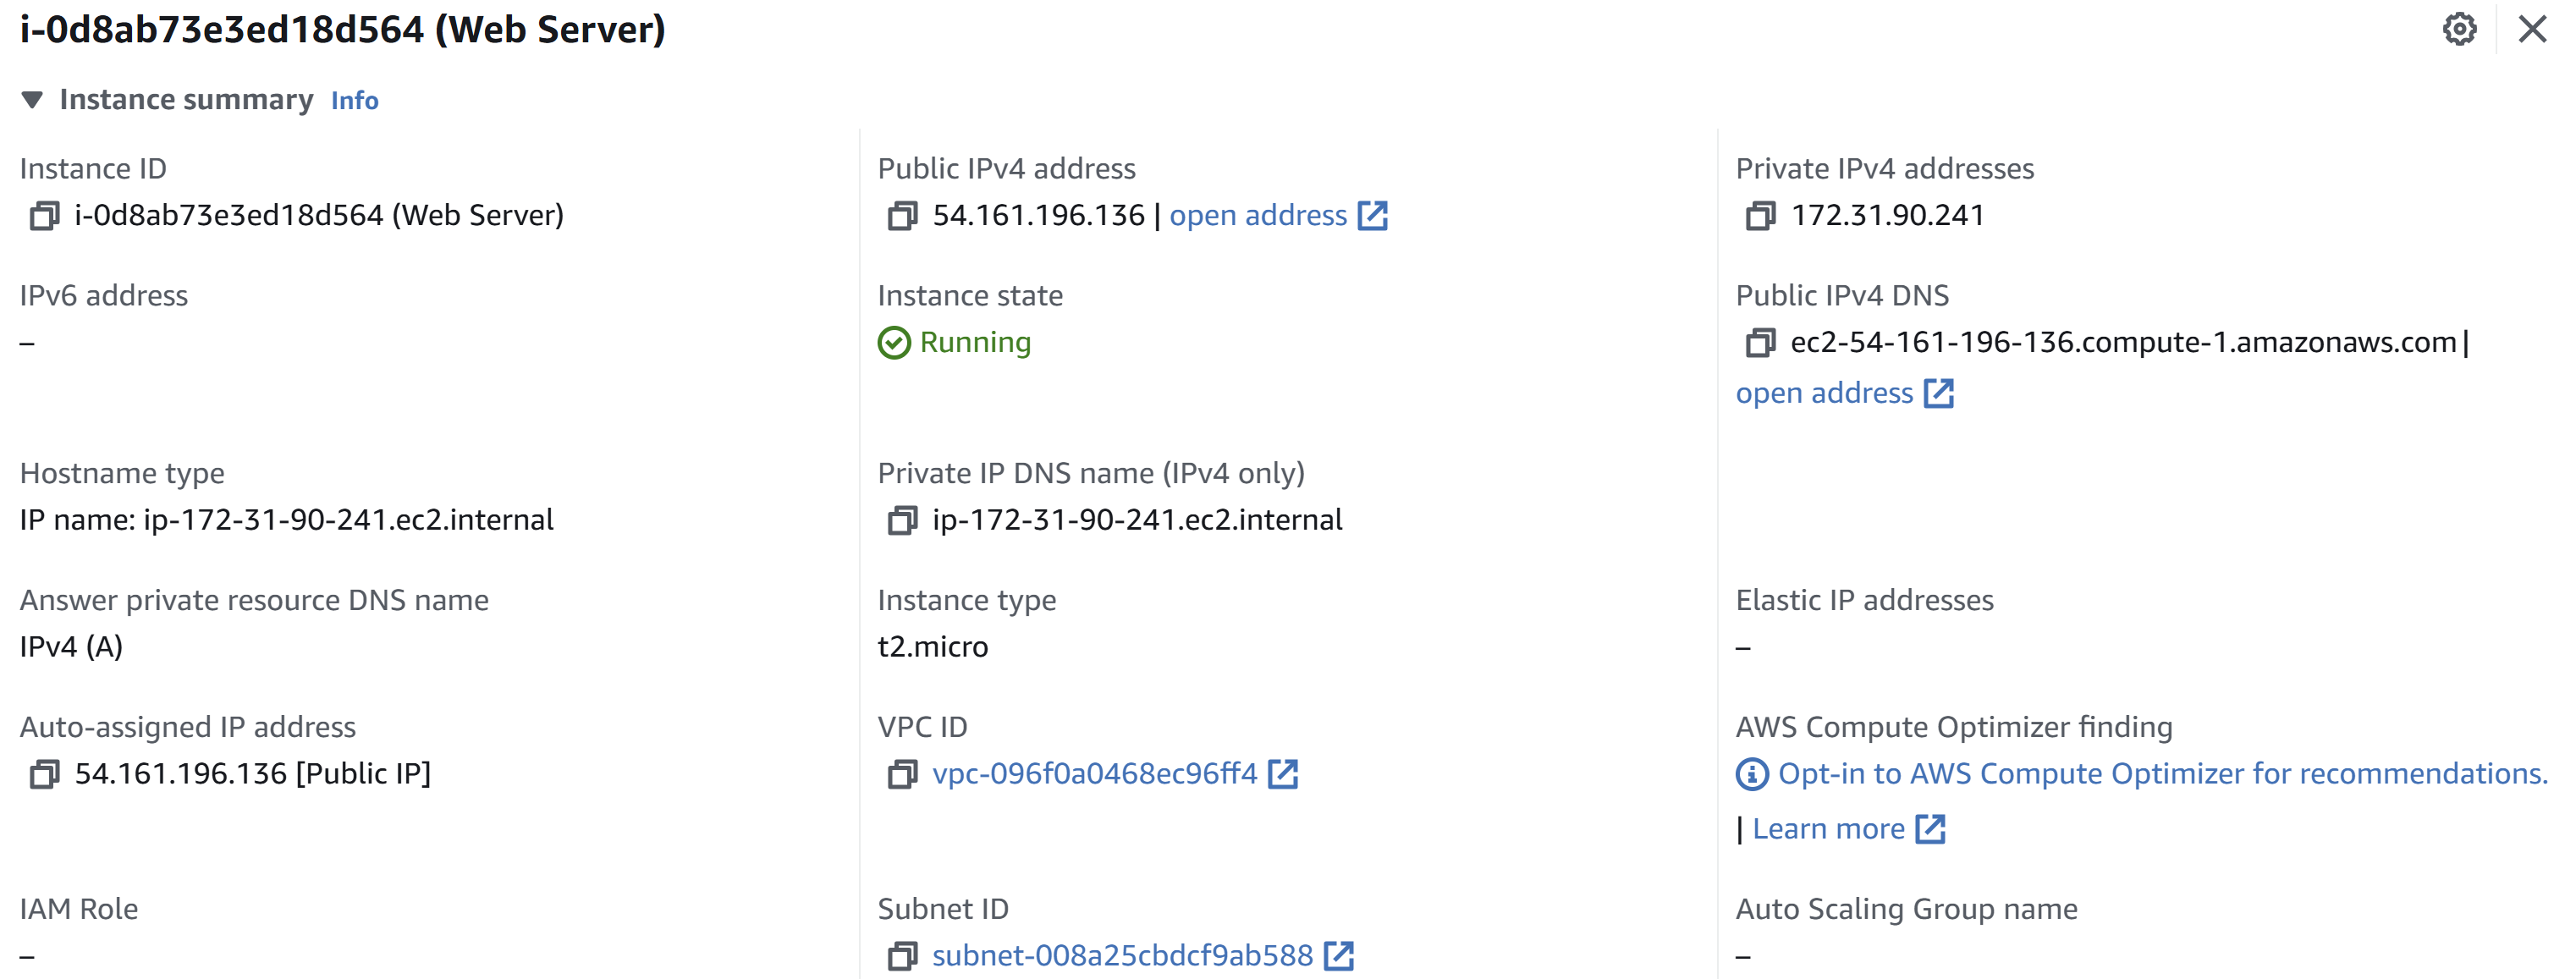 i-0d8ab73e3ed18d564 (Web Server)
Instance summary Info
Instance ID
i-0d8ab73e3ed18d564 (Web Server)
Public IPv4 address
54.161.196.136 | open address
Private IPv4 addresses
172.31.90.241
IPv6 address
–
Instance state
Running
Public IPv4 DNS
ec2-54-161-196-136.compute-1.amazonaws.com |
open address
Hostname type
IP name: ip-172-31-90-241.ec2.internal
Private IP DNS name (IPv4 only)
ip-172-31-90-241.ec2.internal
Answer private resource DNS name
IPv4 (A)
Instance type
t2.micro
Elastic IP addresses
–
Auto-assigned IP address
54.161.196.136 [Public IP]
VPC ID
vpc-096f0a0468ec96ff4
AWS Compute Optimizer finding
Opt-in to AWS Compute Optimizer for recommendations.
| Learn more
IAM Role
–
Subnet ID
subnet-008a25cbdcf9ab588
Auto Scaling Group name
–